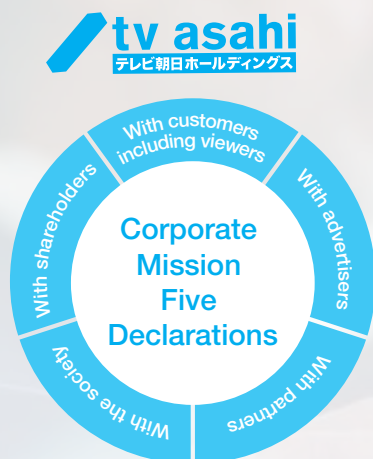 tv asahi
テレビ朝日ホールディングス
With customers
including viewers
With advertisers
With partners
With the society
With shareholders
Corporate
Mission
Five
Declarations